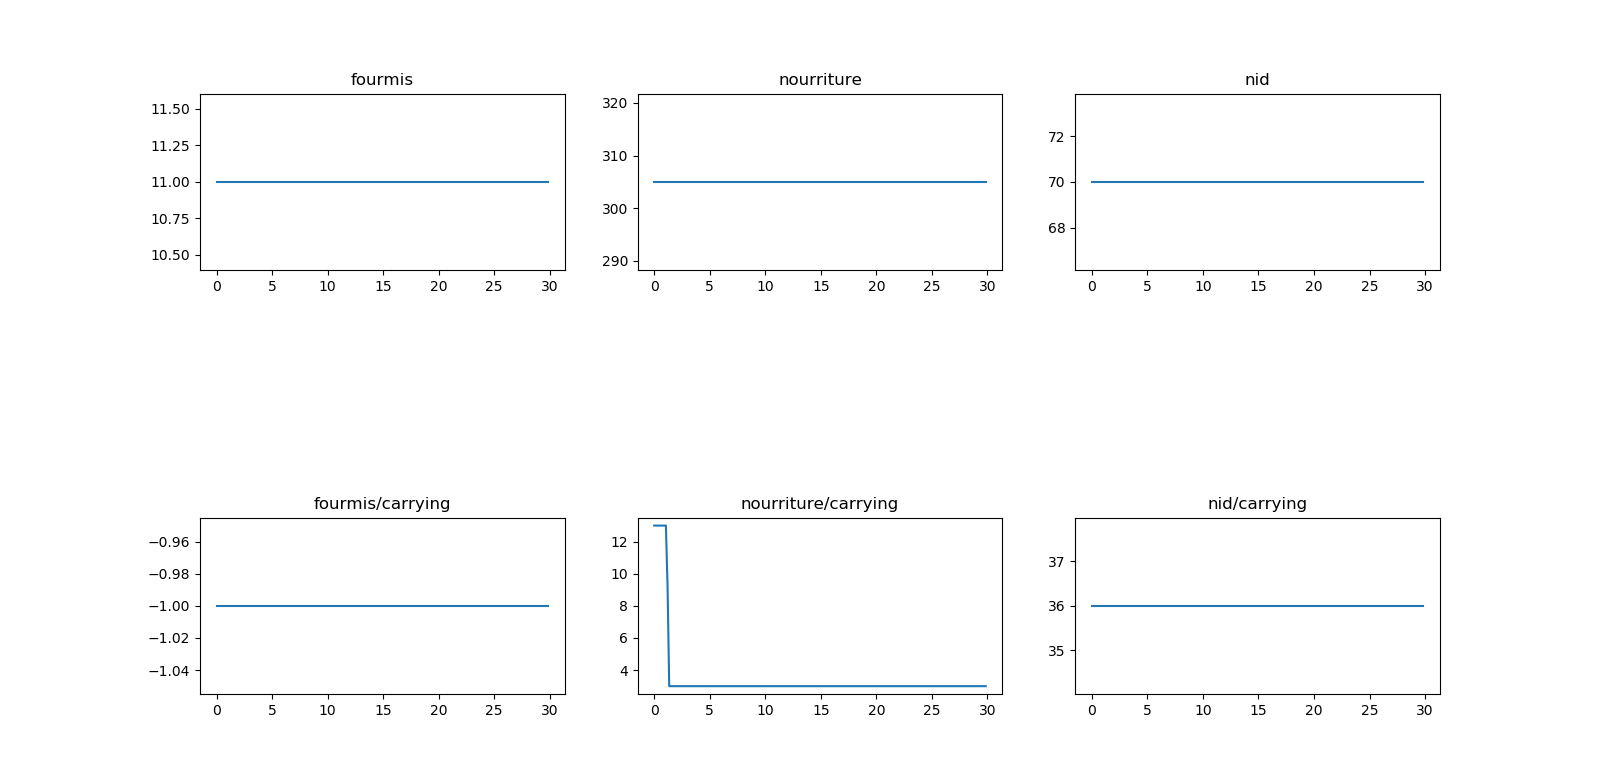 fourmis
nourriture
nid
11.50
11.25
11.00
10.75
10.50
0 5 10 15 20 25 30
320
310
300
290
0 5 10 15 20 25 30
72
70
68
0 5 10 15 20 25 30
fourmis/carrying
nourriture/carrying
nid/carrying
−0.96
−0.98
−1.00
−1.02
−1.04
0 5 10 15 20 25 30
12
10
8
6
4
0 5 10 15 20 25 30
37
36
35
0 5 10 15 20 25 30